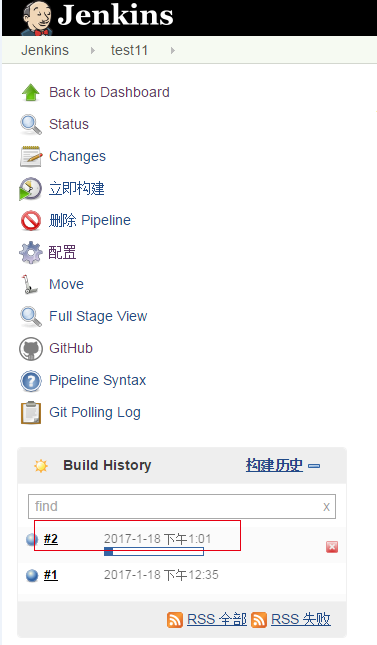 Jenkins
Jenkins test11
Back to Dashboard
Status
Changes
立即构建
删除 Pipeline
配置
Move
Full Stage View
GitHub
Pipeline Syntax
Git Polling Log
Build History 构建历史
find x
#2 2017-1-18 下午1:01
#1 2017-1-18 下午12:35
RSS 全部 RSS 失败